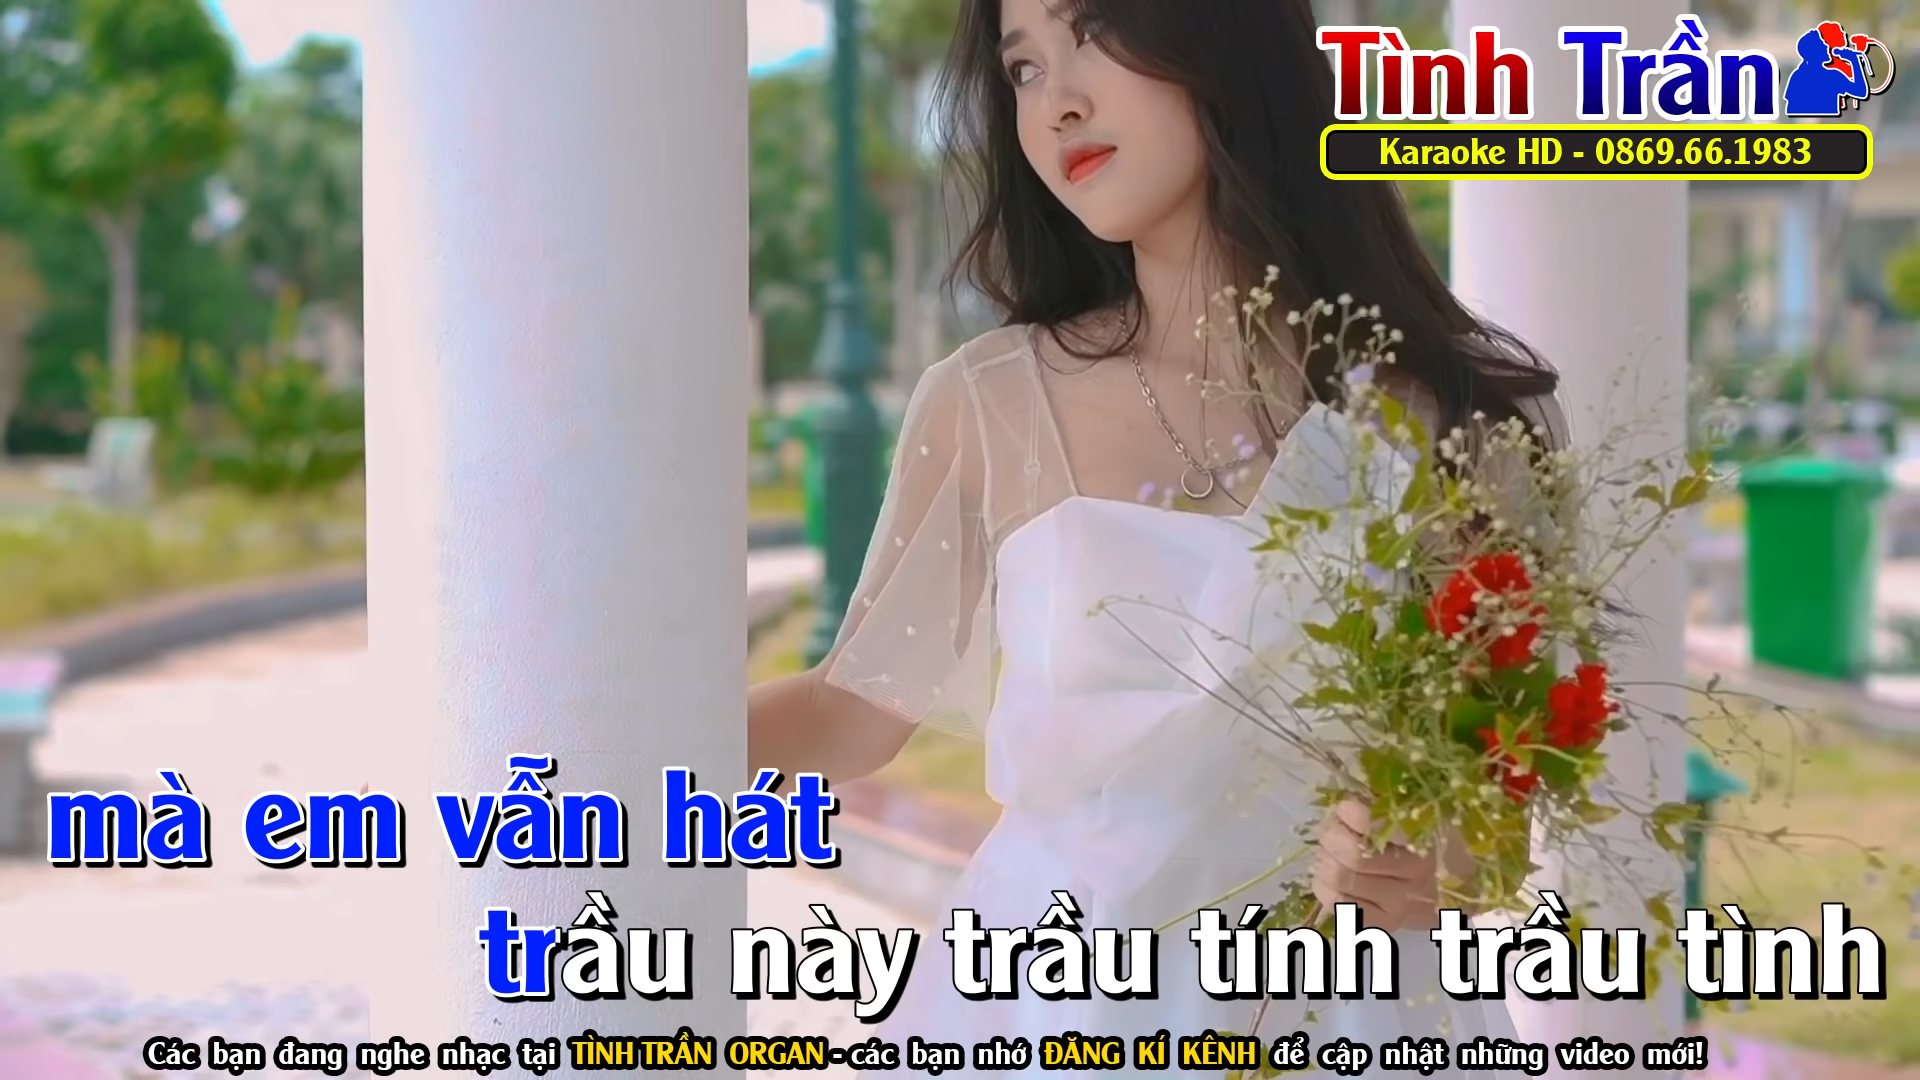 Tình Trần
Karaoke HD - 0869.66.1983
mà em vẫn hát
trầu này trầu tính trầu tình
Các bạn đang nghe nhạc tại TÌNH TRẦN ORGAN - các bạn nhớ ĐĂNG KÍ KÊNH để cập nhật những video mới!